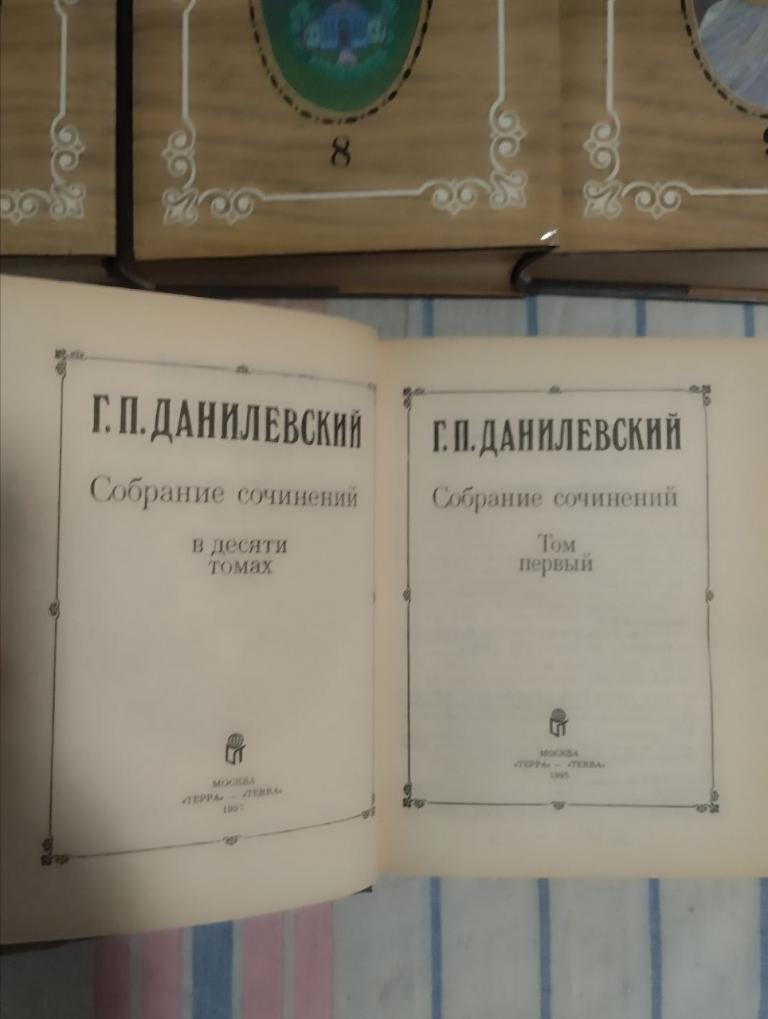 8
Г.П.ДАНИЛЕВСКИЙ
Собрание сочинений
в десяти
томах
МОСКВА
«ТЕРРА» — «TERRA»
Г.П.ДАНИЛЕВСКИЙ
Собрание сочинений
Том
первый
МОСКВА
«ТЕРРА» — «TERRA»
1995